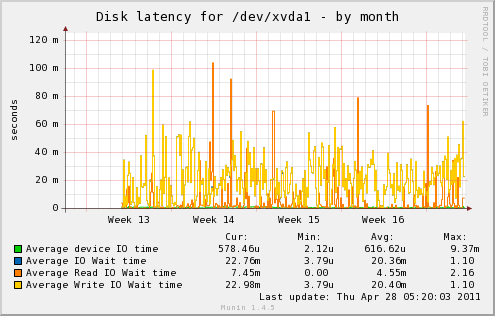 Disk latency for /dev/xvda1 - by month
RRDTOOL / TOBI OETIKER
seconds
120 m
100 m
80 m
60 m
40 m
20 m
0
Week 13 Week 14 Week 15 Week 16
Cur: Min: Avg: Max:
Average device IO time 578.46u 2.12u 616.62u 9.37m
Average IO Wait time 22.76m 3.79u 20.36m 1.10
Average Read IO Wait time 7.45m 0.00 4.55m 2.16
Average Write IO Wait time 22.98m 3.79u 20.40m 1.10
Last update: Thu Apr 28 05:20:03 2011
Munin 1.4.5